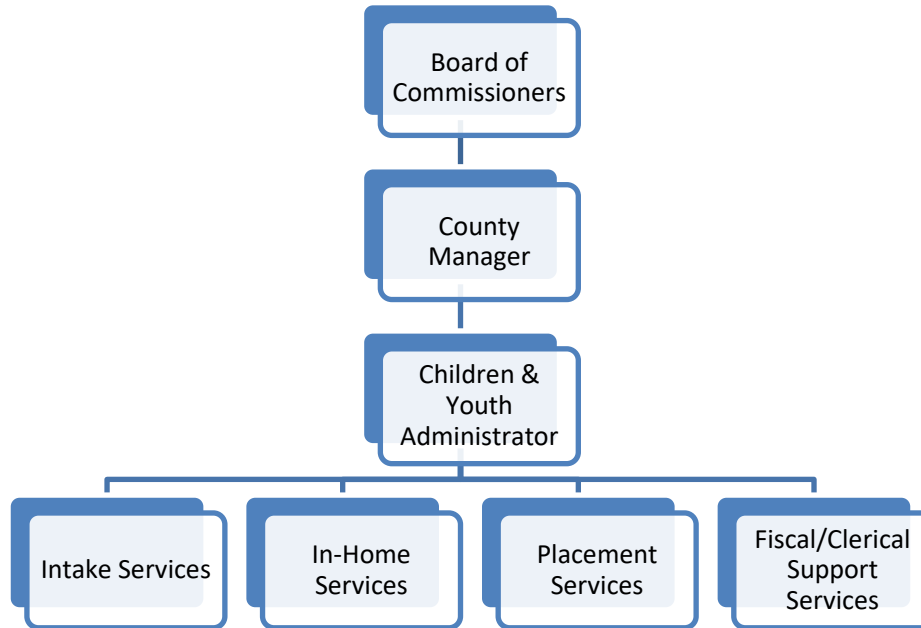 Board of
Commissioners
County
Manager
Children &
Youth
Administrator
Intake Services
In-Home
Services
Placement
Services
Fiscal/Clerical
Support
Services